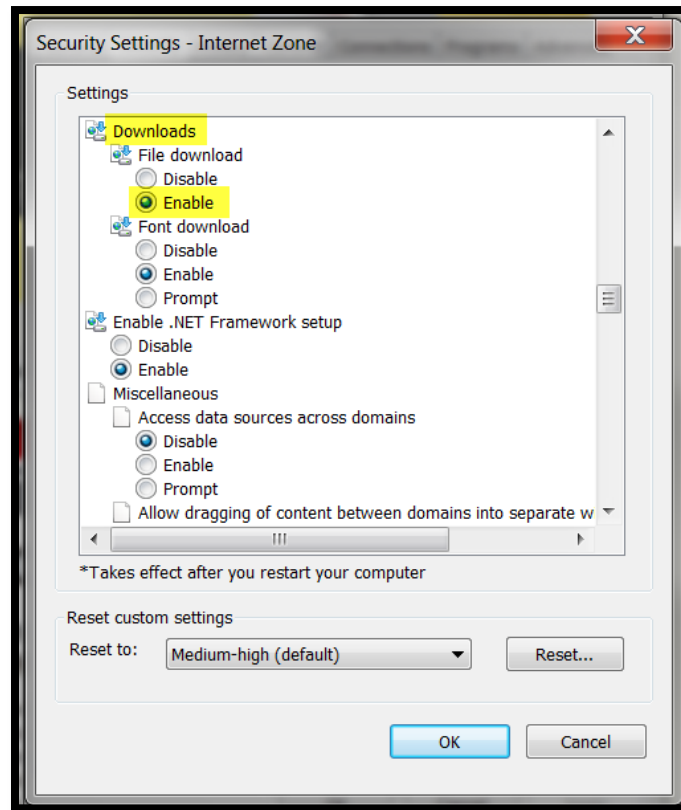 Security Settings - Internet Zone
Settings
Downloads
File download
Disable
Enable
Font download
Disable
Enable
Prompt
Enable .NET Framework setup
Disable
Enable
Miscellaneous
Access data sources across domains
Disable
Enable
Prompt
Allow dragging of content between domains into separate w
*Takes effect after you restart your computer
Reset custom settings
Reset to: Medium-high (default) Reset...
OK Cancel